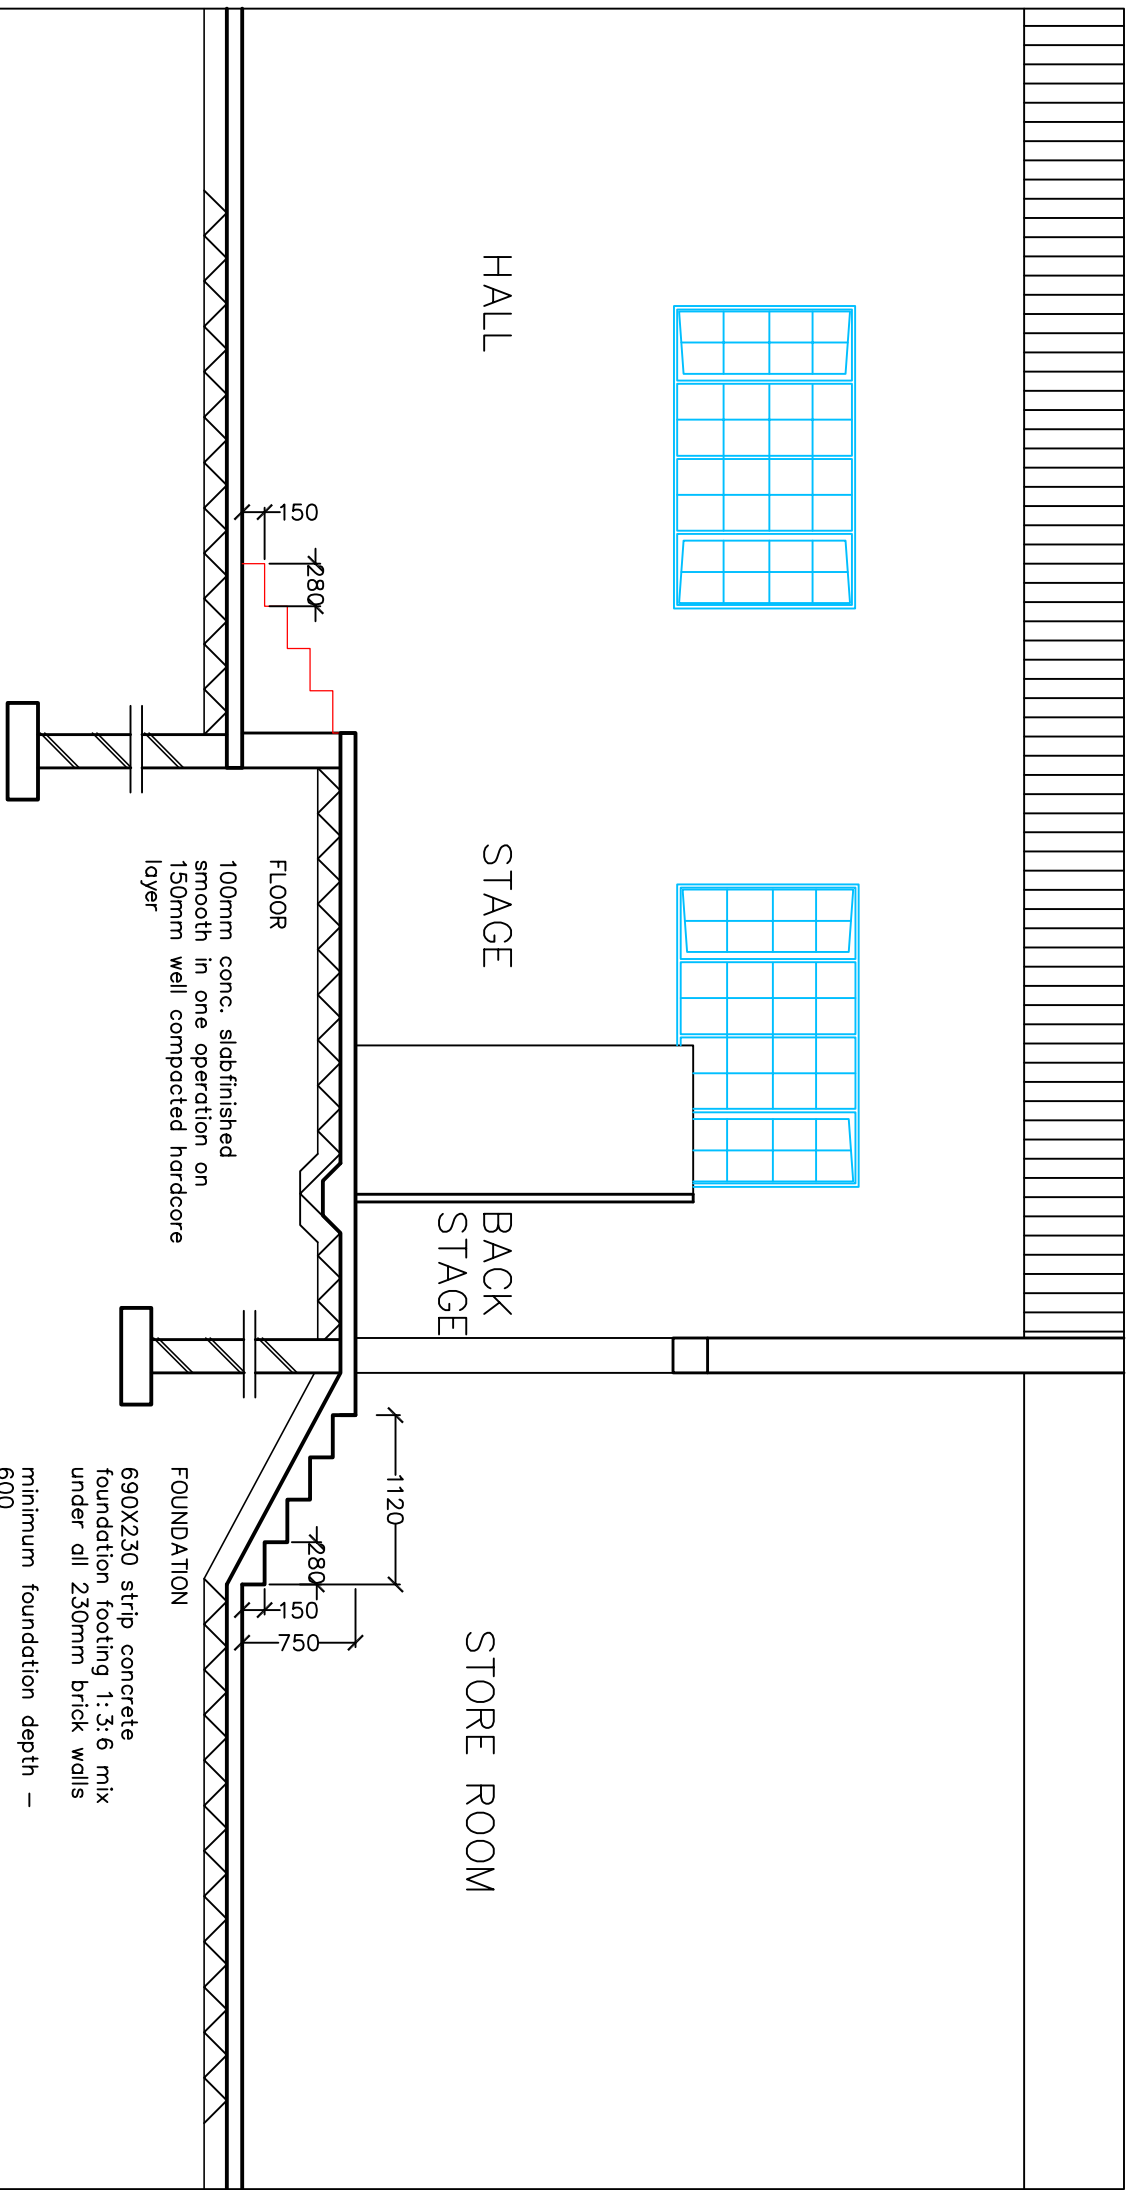 HALL
STAGE
BACK
STAGE
STORE ROOM
150
280
1120
280
150
750
FLOOR
100mm conc. slabfinished
smooth in one operation on
150mm well compacted hardcore
layer
FOUNDATION
690X230 strip concrete
foundation footing 1:3:6 mix
under all 230mm brick walls
minimum foundation depth –
600